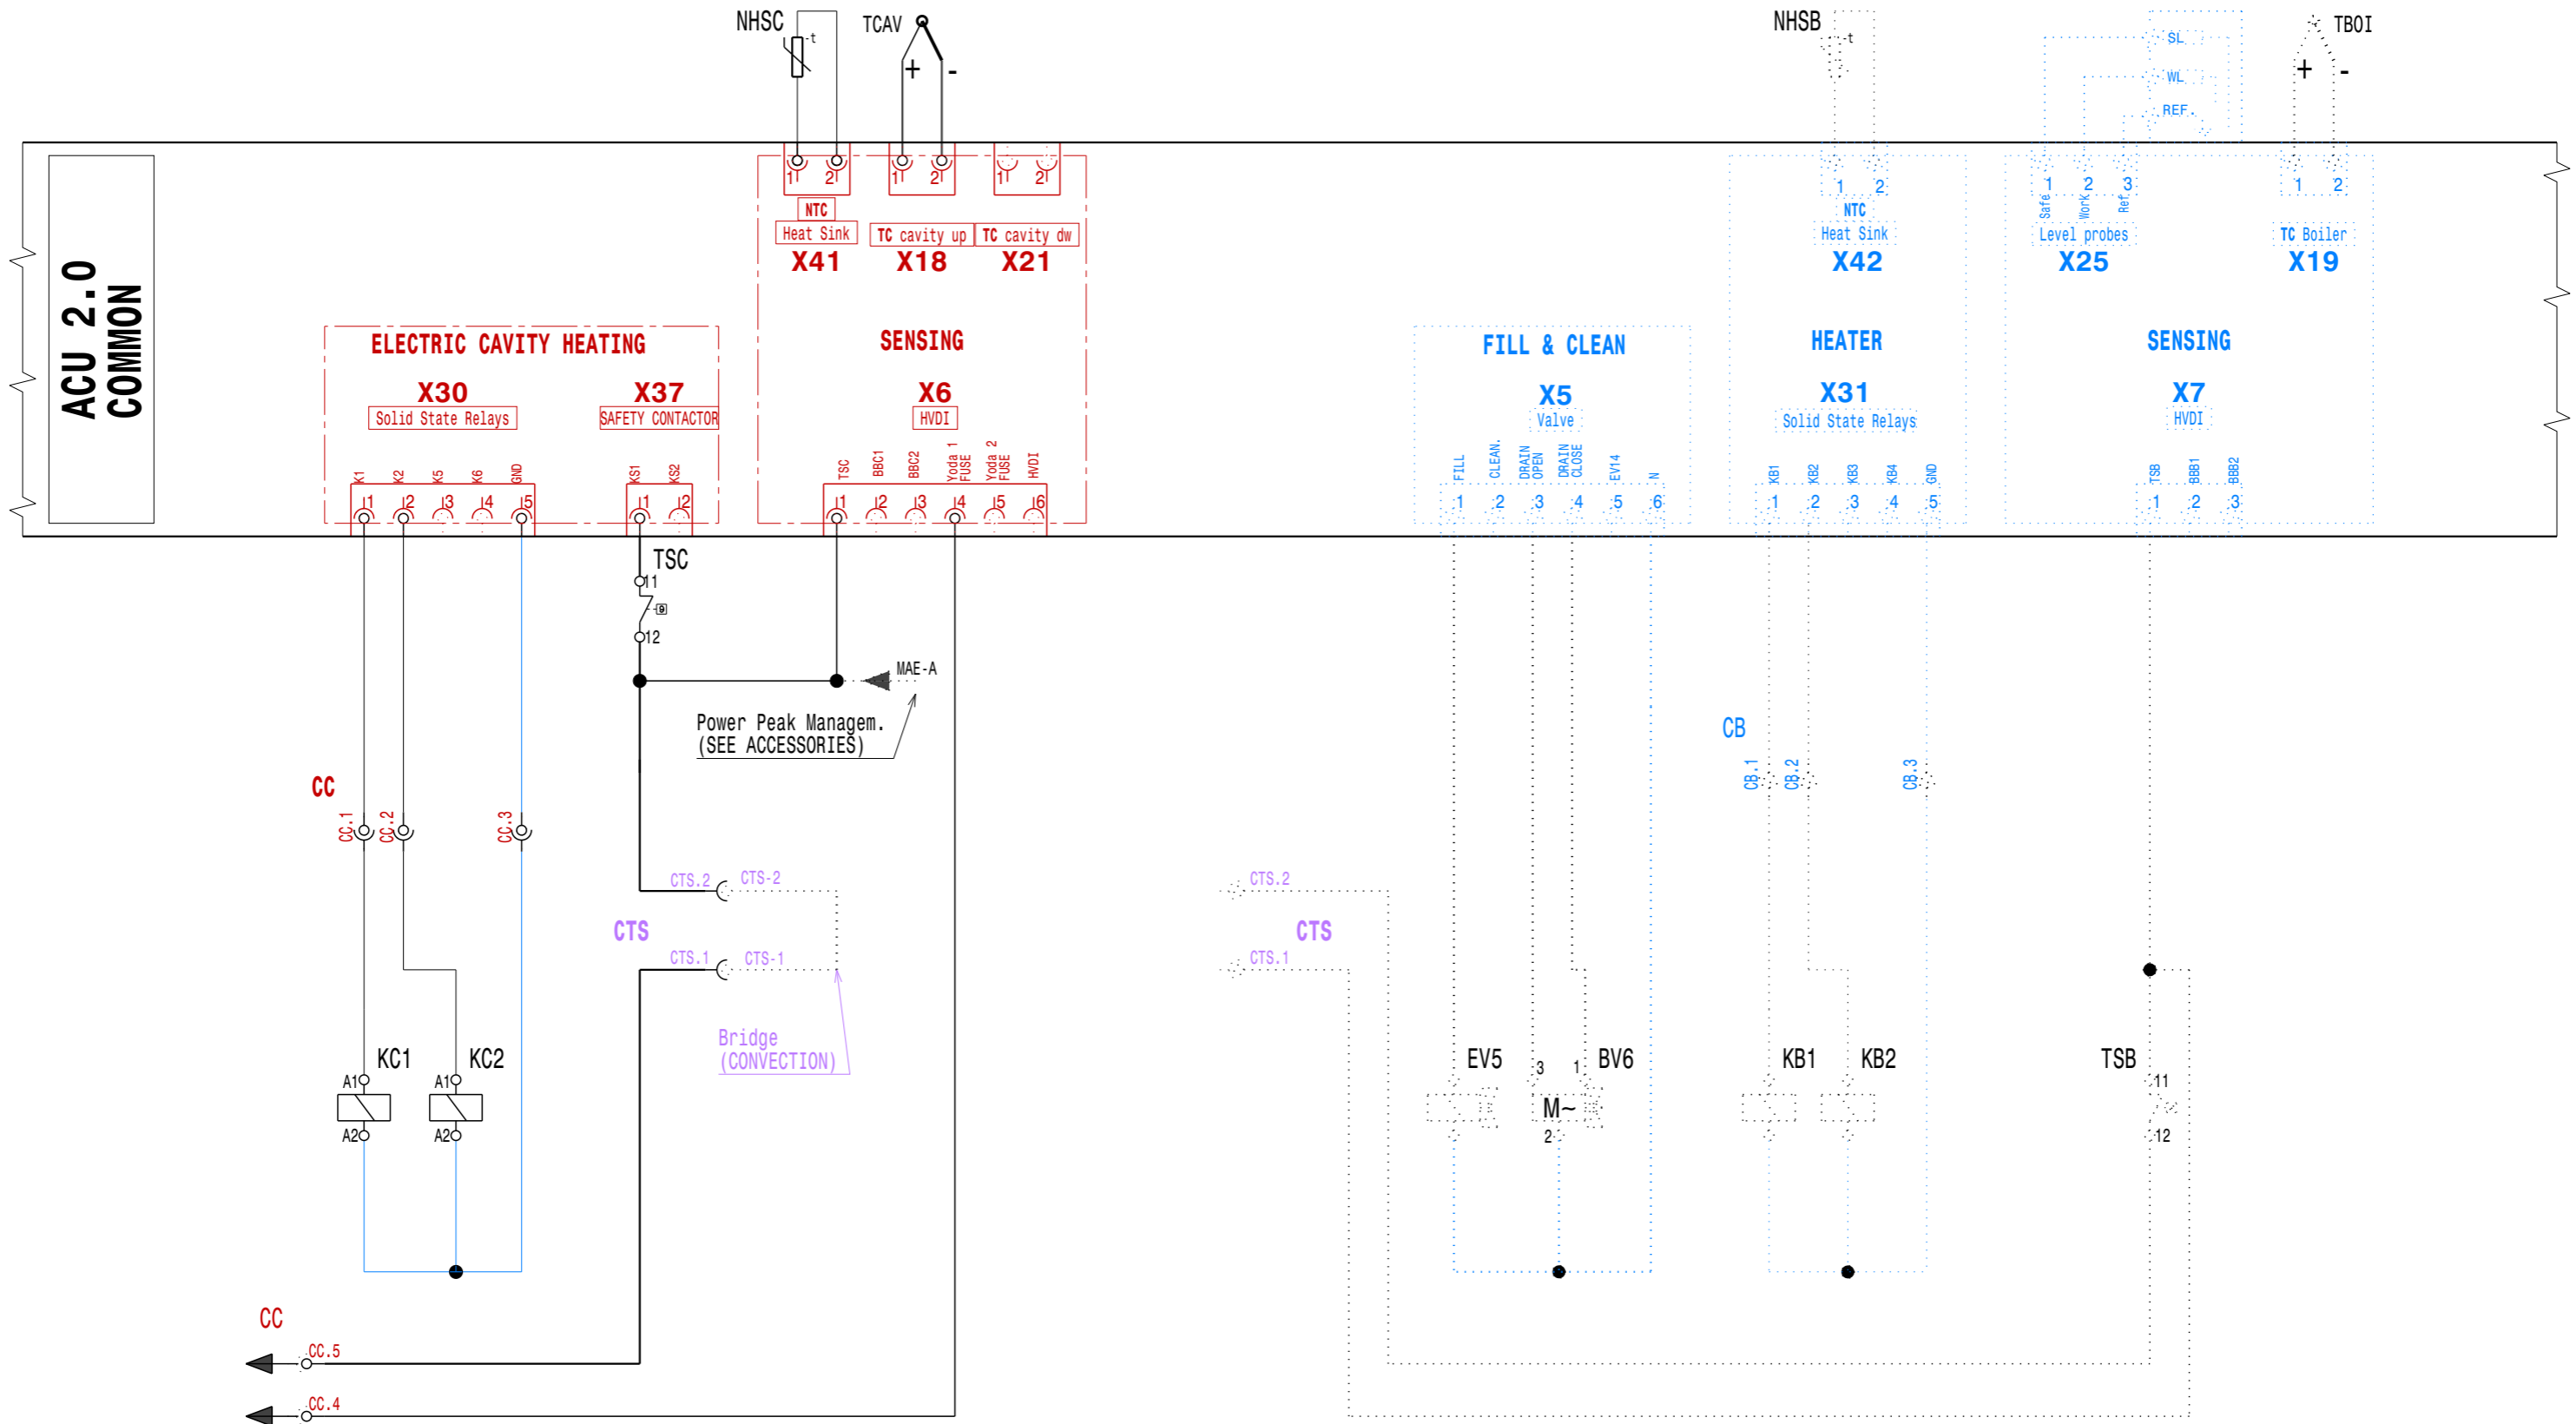 NHSC
-t
TCAV
+
-
NHSB
-t
SL
WL
REF.
TBOI
+
-
ACU 2.0
COMMON
1 2
1 2
1 2
1 2
1 2 3
1 2
Safe
Work
Ref
NTC
Heat Sink
X41
TC cavity up
X18
TC cavity dw
X21
NTC
Heat Sink
X42
Level probes
X25
TC Boiler
X19
ELECTRIC CAVITY HEATING
X30
Solid State Relays
X37
SAFETY CONTACTOR
SENSING
X6
HVDI
FILL & CLEAN
X5
Valve
HEATER
X31
Solid State Relays
SENSING
X7
HVDI
K1
K2
K5
K6
GND
1 2 3 4 5
KS1
KS2
1 2
TSC
BBC1
BBC2
Yoda 1
FUSE
Yoda 2
FUSE
HVDI
1 2 3 4 5 6
FILL
CLEAN.
DRAIN
OPEN
DRAIN
CLOSE
EV14
N
1 2 3 4 5 6
KB1
KB2
KB3
KB4
GND
1 2 3 4 5
TSB
BBB1
BBB2
1 2 3
TSC
11
12
MAE-A
Power Peak Managem.
(SEE ACCESSORIES)
CC
CC.1
CC.2
CC.3
CB
CB.1
CB.2
CB.3
CTS.2
CTS-2
CTS
CTS.1
CTS-1
Bridge
(CONVECTION)
CTS.2
CTS
CTS.1
KC1
A1
A2
KC2
A1
A2
EV5
3
1
BV6
M~
2
KB1
KB2
TSB
11
12
CC
CC.5
CC.4